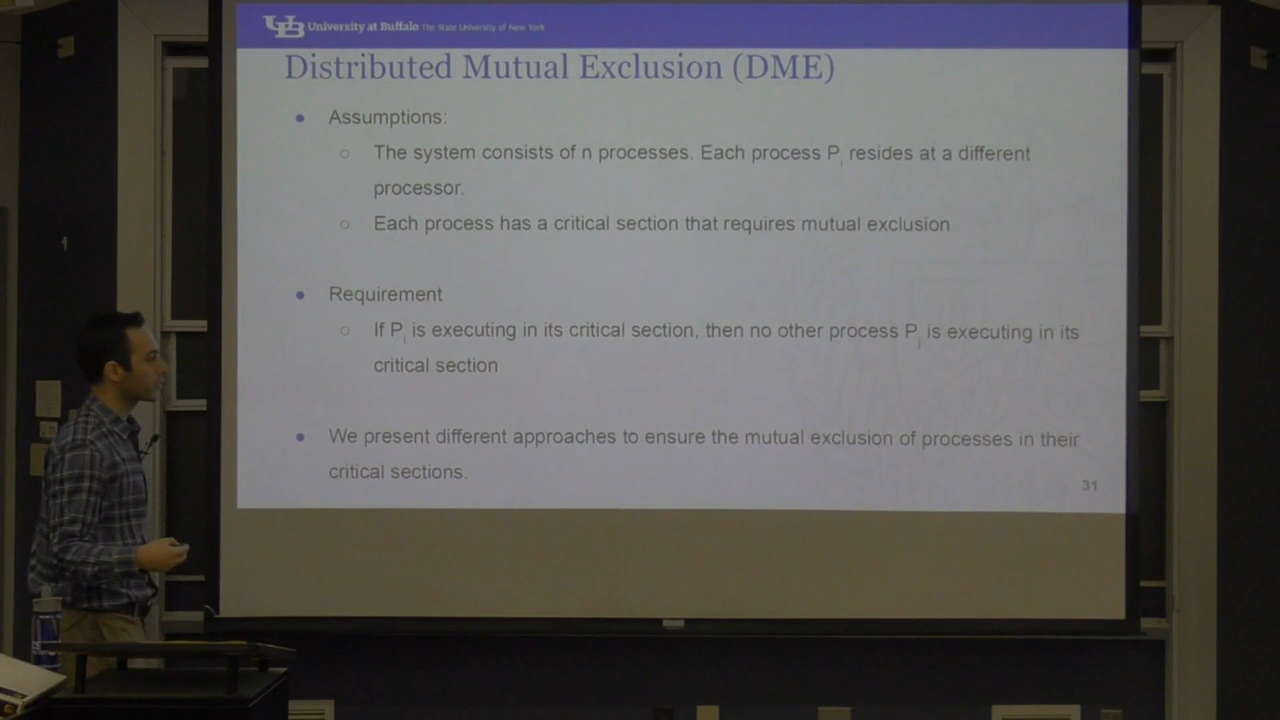 UB University at Buffalo The State University of New York
Distributed Mutual Exclusion (DME)
● Assumptions:
○ The system consists of n processes. Each process Pi resides at a different
processor.
○ Each process has a critical section that requires mutual exclusion
● Requirement
○ If Pi is executing in its critical section, then no other process Pj is executing in its
critical section
● We present different approaches to ensure the mutual exclusion of processes in their
critical sections.
31